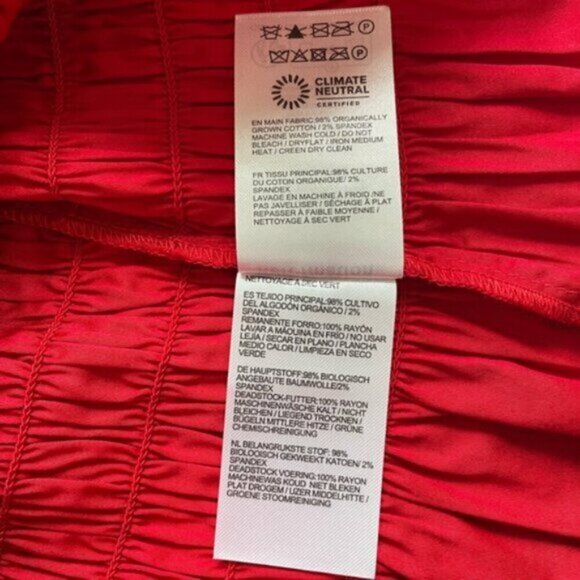 P
P
CLIMATE
NEUTRAL
CERTIFIED
EN MAIN FABRIC:98% ORGANICALLY
GROWN COTTON / 2% SPANDEX
MACHINE WASH COLD / DO NOT
BLEACH / DRYFLAT / IRON MEDIUM
HEAT / CREEN DRY CLEAN
FR TISSU PRINCIPAL:98% CULTURE
DU COTON ORGANIQUE/ 2%
SPANDEX
LAVAGE EN MACHINE À FROID /NE
PAS JAVELLISER / SÉCHAGE À PLAT
REPASSER À FAIBLE MOYENNE /
NETTOYAGE À SEC VERT
NETTOYAGE À SEC VERT
ES TEJIDO PRINCIPAL:98% CULTIVO
DEL ALGODÓN ORGÁNICO / 2%
SPANDEX
REMANENTE FORRO:100% RAYÓN
LAVAR A MÁQUINA EN FRÍO / NO USAR
LEJÍA / SECAR EN PLANO / PLANCHA
MEDIO CALOR / LIMPIEZA EN SECO
VERDE
DE HAUPTSTOFF:98% BIOLOGISCH
ANGEBAUTE BAUMWOLLE/2%
SPANDEX
DEADSTOCK-FUTTER:100% RAYON
MASCHINENWÄSCHE KALT / NICHT
BLEICHEN / LIEGEND TROCKNEN /
BÜGELN MITTLERE HITZE / GRÜNE
CHEMISCHREINIGUNG
NL BELANGRIJKSTE STOF: 98%
BIOLOOISCH GEKWEEKT KATOEN/ 2%
SPANDEX
DEADSTOCK VOERING:100% RAYON
MACHINEWAS KOUD NIET BLEKEN
/ PLAT DROGEM / IJZER MIDDELHITTE /
GROENE STOOMREINIGING